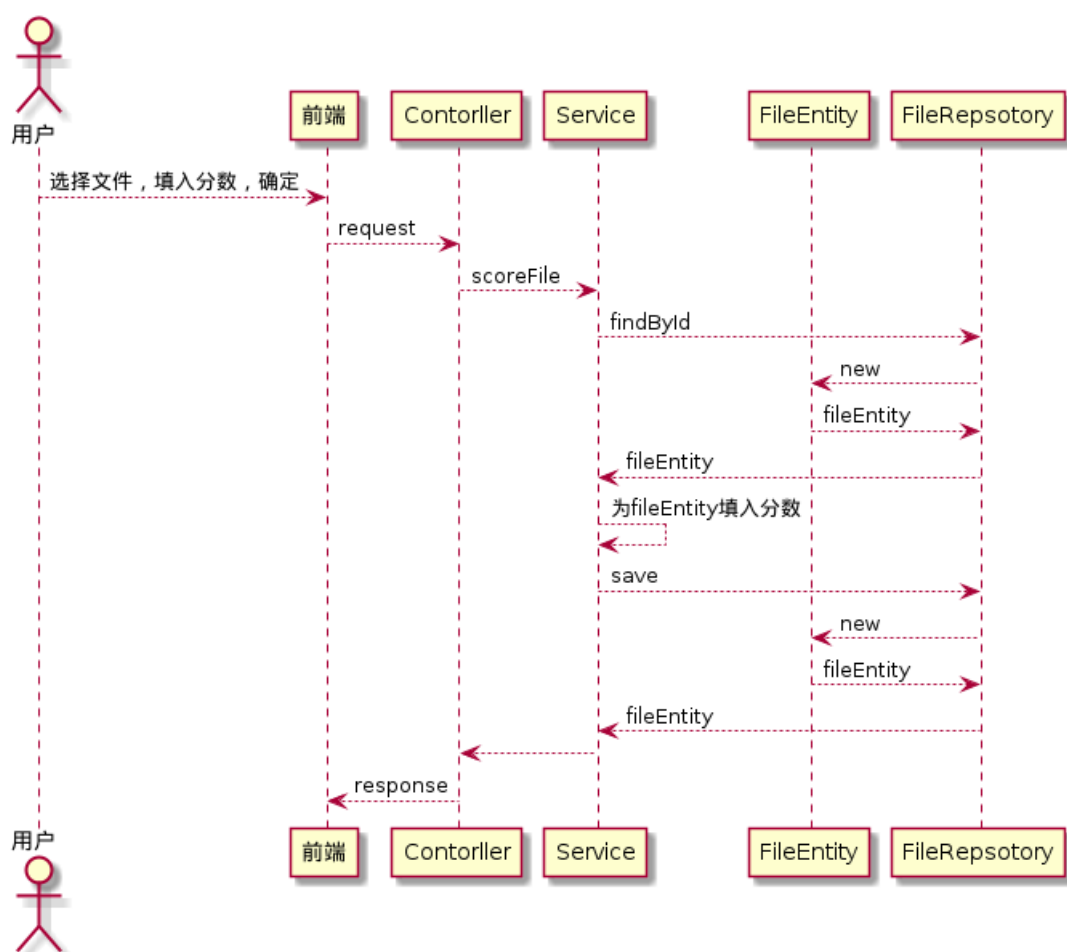 用户
前端
Contorller
Service
FileEntity
FileRepsotory
选择文件，填入分数，确定
request
scoreFile
findById
new
fileEntity
fileEntity
为fileEntity填入分数
save
new
fileEntity
fileEntity
response
用户
前端
Contorller
Service
FileEntity
FileRepsotory